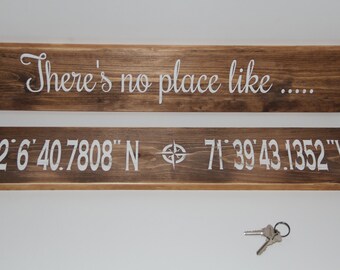 There's no place like .....
2°6'40.7808"N 71°39'43.1352"